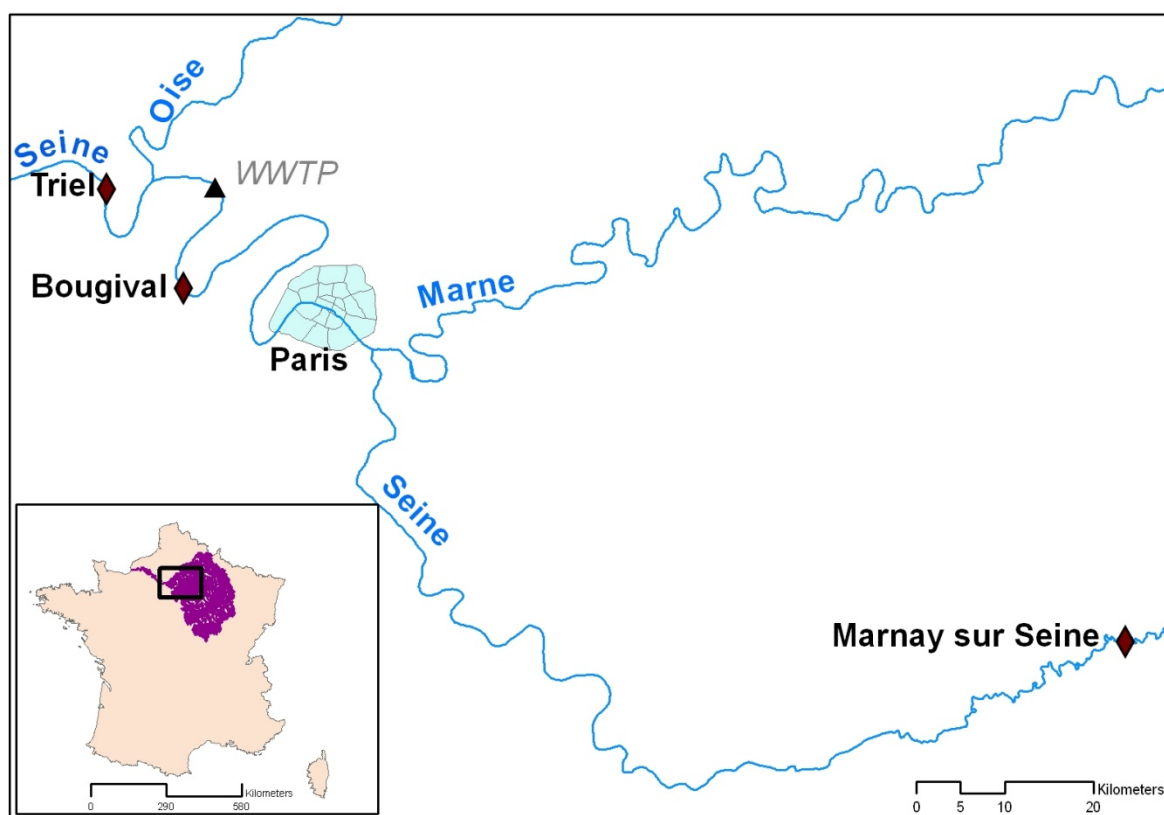 Oise
Seine
WWTP
Triel
Bougival
Marne
Paris
Seine
Marnay sur Seine
Kilometers
0 290 580
Kilometers
0 5 10 20